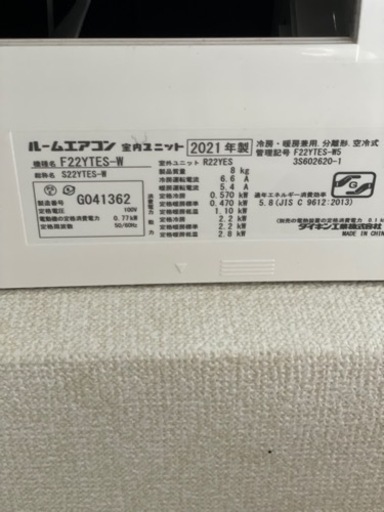 ルームエアコン 室内ユニット 2021年製 冷房・暖房兼用 分離形 空冷式
機種名 F22YTES-W 室外ユニット R22YES 管理記号 F22YTES-W5
総称名 S22YTES-W 製品質量 8 kg 3S602620-1
冷房運転電流 6.6 A
暖房運転電流 5.4 A
製造番号 G041362 定格冷房 0.570 kW 通年エネルギー消費効率
定格電圧 100V 定格暖房標準 0.470 kW 5.8(JIS C 9612:2013)
電動機の定格消費電力 0.77kW 定格暖房低温 1.10 kW
定格周波数 50/60Hz 定格冷房 2.2 kW
定格暖房標準 2.2 kW ダイキン工業株式会社
定格暖房低温 2.8 kW MADE IN CHIN